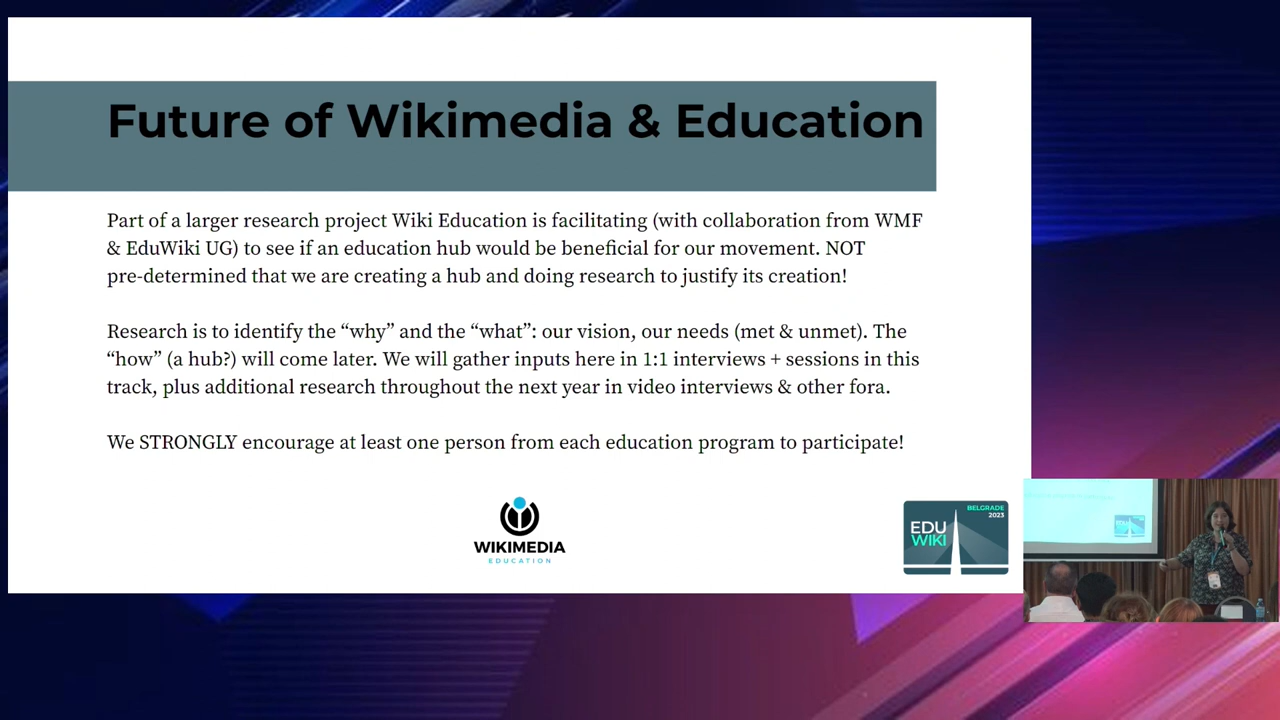 Future of Wikimedia & Education
Part of a larger research project Wiki Education is facilitating (with collaboration from WMF
& EduWiki UG) to see if an education hub would be beneficial for our movement. NOT
pre-determined that we are creating a hub and doing research to justify its creation!
Research is to identify the “why” and the “what”: our vision, our needs (met & unmet). The
“how” (a hub?) will come later. We will gather inputs here in 1:1 interviews + sessions in this
track, plus additional research throughout the next year in video interviews & other fora.
We STRONGLY encourage at least one person from each education program to participate!
WIKIMEDIA
EDUCATION
BELGRADE
2023
EDU
WIKI